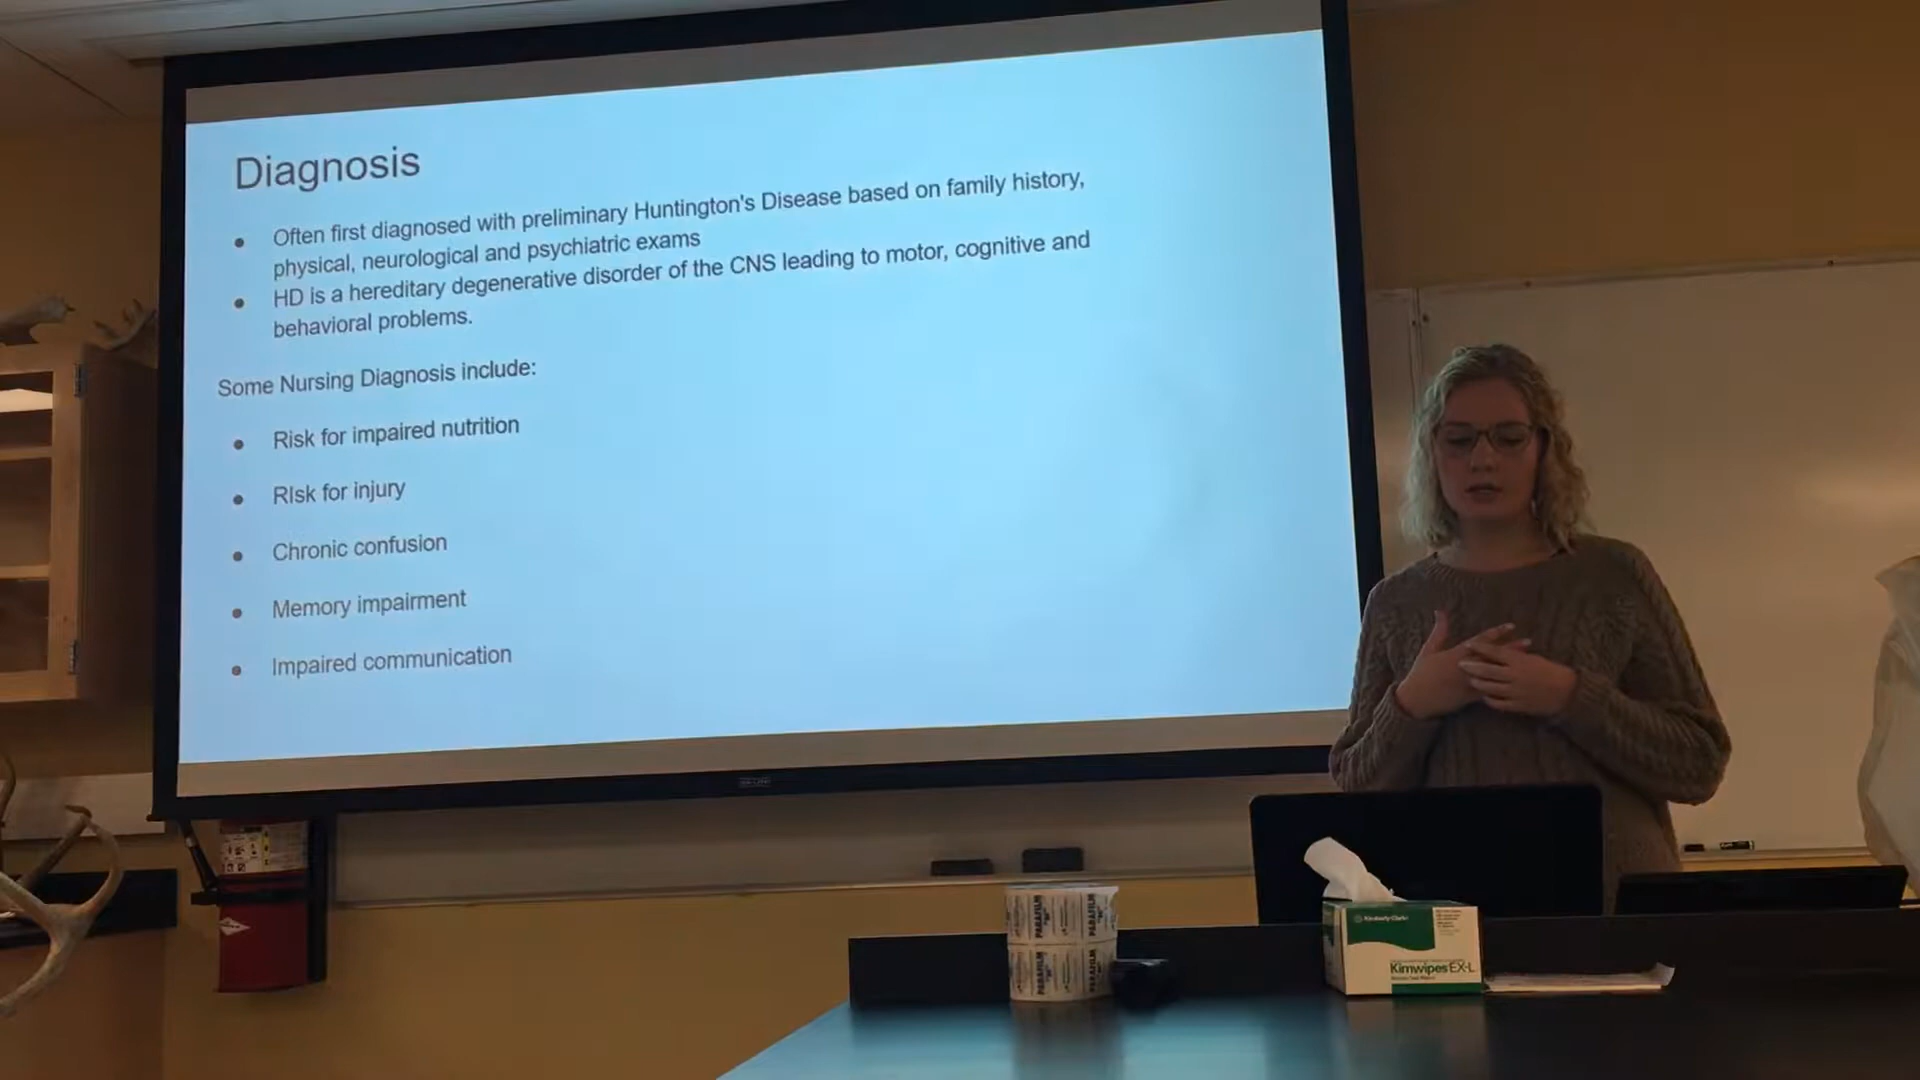 Diagnosis
● Often first diagnosed with preliminary Huntington's Disease based on family history,
physical, neurological and psychiatric exams
● HD is a hereditary degenerative disorder of the CNS leading to motor, cognitive and
behavioral problems.
Some Nursing Diagnosis include:
● Risk for impaired nutrition
● RIsk for injury
● Chronic confusion
● Memory impairment
● Impaired communication
PARAFILM
PARAFILM
PARAFILM
PARAFILM
Kimberly-Clark
Kimwipes EX-L